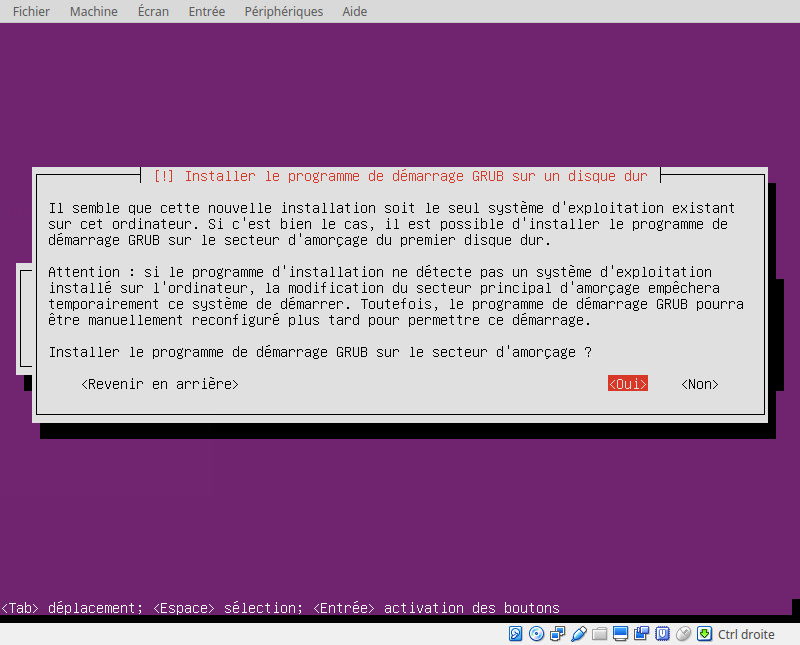 Fichier Machine Écran Entrée Périphériques Aide
[!] Installer le programme de démarrage GRUB sur un disque dur
Il semble que cette nouvelle installation soit le seul système d'exploitation existant
sur cet ordinateur. Si c'est bien le cas, il est possible d'installer le programme de
démarrage GRUB sur le secteur d'amorçage du premier disque dur.
Attention : si le programme d'installation ne détecte pas un système d'exploitation
installé sur l'ordinateur, la modification du secteur principal d'amorçage empêchera
temporairement ce système de démarrer. Toutefois, le programme de démarrage GRUB pourra
être manuellement reconfiguré plus tard pour permettre ce démarrage.
Installer le programme de démarrage GRUB sur le secteur d'amorçage ?
<Revenir en arrière> <Oui> <Non>
<Tab> déplacement; <Espace> sélection; <Entrée> activation des boutons
Ctrl droite